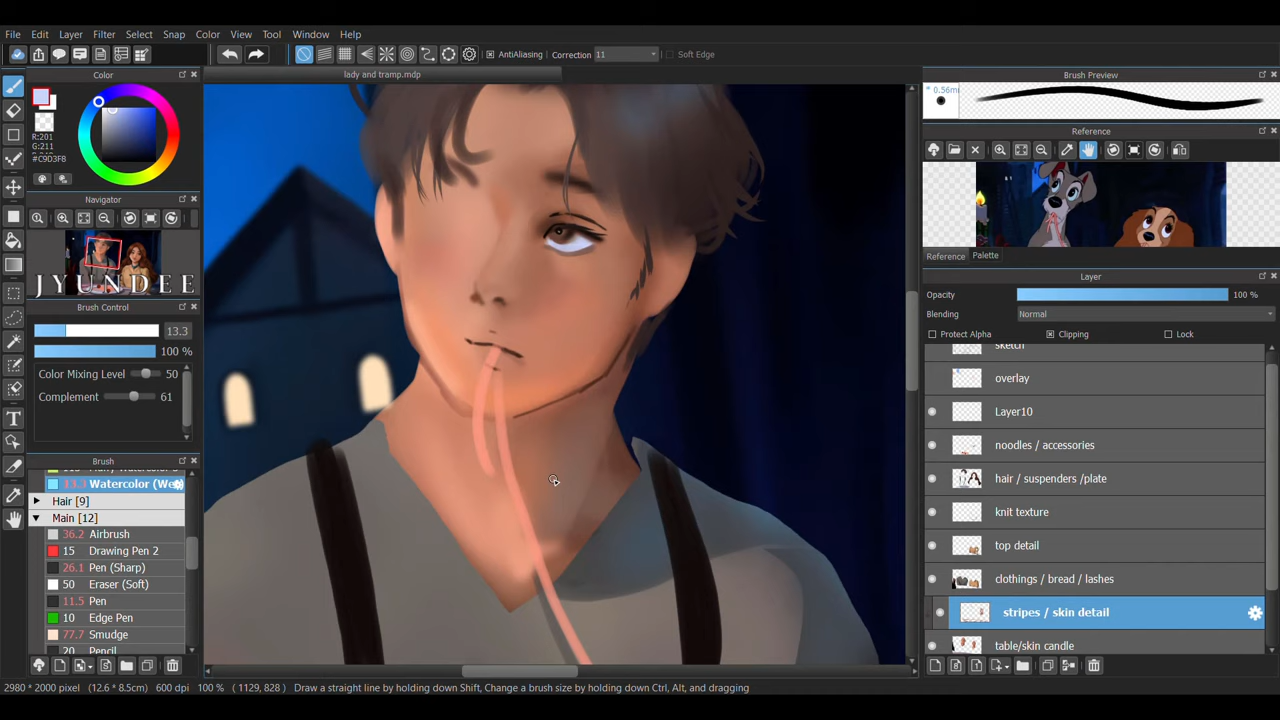 File Edit Layer Filter Select Snap Color View Tool Window Help
AntiAliasing Correction 11 Soft Edge
Color
lady and tramp.mdp
Brush Preview
* 0.56m
R:201
G:211
#C9D3F8
Reference
Navigator
JYUNDEE
Reference Palette
Layer
Brush Control
Opacity 100 %
13.3
Blending Normal
100 %
Protect Alpha Clipping Lock
Color Mixing Level 50
sketch
Complement 61
overlay
Layer10
noodles / accessories
Brush
hair / suspenders /plate
13.3 Watercolor (Wet)
Hair [9]
knit texture
Main [12]
36.2 Airbrush
top detail
15 Drawing Pen 2
26.1 Pen (Sharp)
clothings / bread / lashes
50 Eraser (Soft)
11.5 Pen
stripes / skin detail
10 Edge Pen
77.7 Smudge
table/skin candle
20 Pencil
2980 * 2000 pixel (12.6 * 8.5cm) 600 dpi 100 % ( 1129, 828 ) Draw a straight line by holding down Shift, Change a brush size by holding down Ctrl, Alt, and dragging